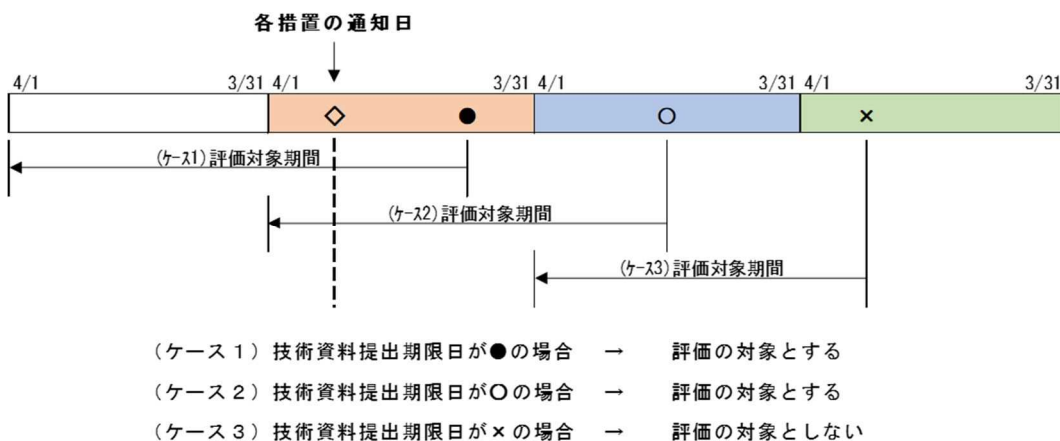 各措置の通知日
4/1 3/31 4/1 3/31 4/1 3/31 4/1 3/31
◇ ● ○ ×
(ｹｰｽ1)評価対象期間
(ｹｰｽ2)評価対象期間
(ｹｰｽ3)評価対象期間
（ケース１）技術資料提出期限日が●の場合 → 評価の対象とする
（ケース２）技術資料提出期限日が○の場合 → 評価の対象とする
（ケース３）技術資料提出期限日が×の場合 → 評価の対象としない